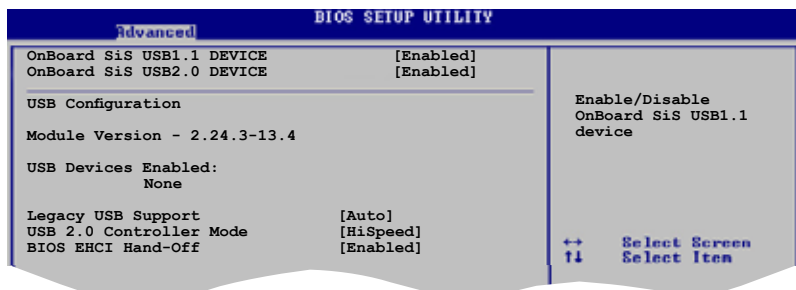 BIOS SETUP UTILITY
Advanced
OnBoard SiS USB1.1 DEVICE [Enabled]
OnBoard SiS USB2.0 DEVICE [Enabled]
USB Configuration
Module Version - 2.24.3-13.4
USB Devices Enabled:
None
Legacy USB Support [Auto]
USB 2.0 Controller Mode [HiSpeed]
BIOS EHCI Hand-Off [Enabled]
Enable/Disable
OnBoard SiS USB1.1
device
↔ Select Screen
↑↓ Select Item